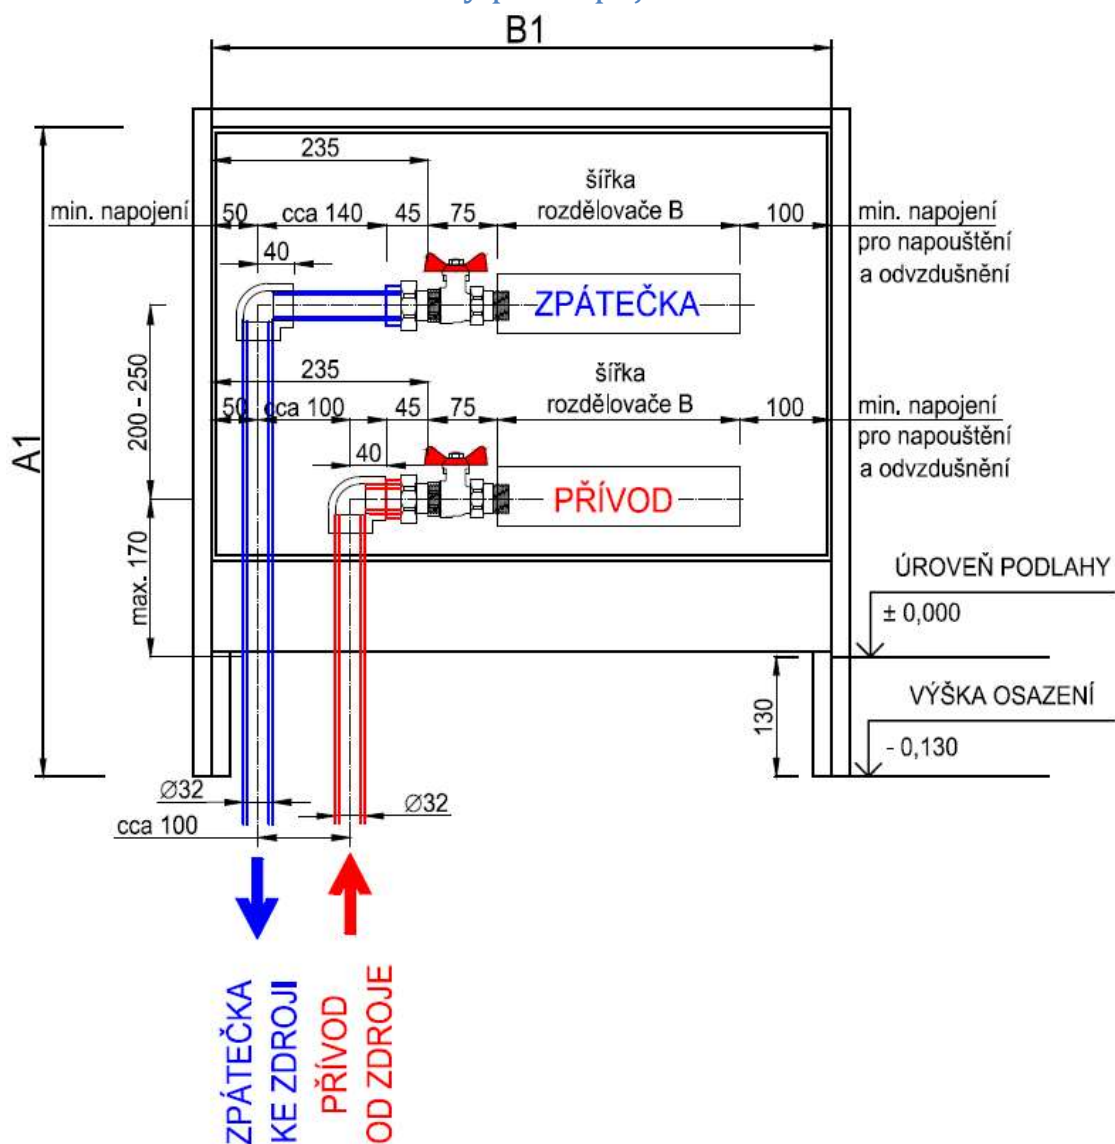 B1
235
šířka
min. napojení 50 cca 140 45 75 rozdělovače B 100 min. napojení
pro napouštění
40
a odvzdušnění
ZPÁTEČKA
200 - 250
235
šířka
50 cca 100 45 75 rozdělovače B 100 min. napojení
pro napouštění
A1
40
a odvzdušnění
PŘÍVOD
max. 170
ÚROVEŇ PODLAHY
± 0,000
130
VÝŠKA OSAZENÍ
- 0,130
Ø32
Ø32
cca 100
ZPÁTEČKA
KE ZDROJI
PŘÍVOD
OD ZDROJE